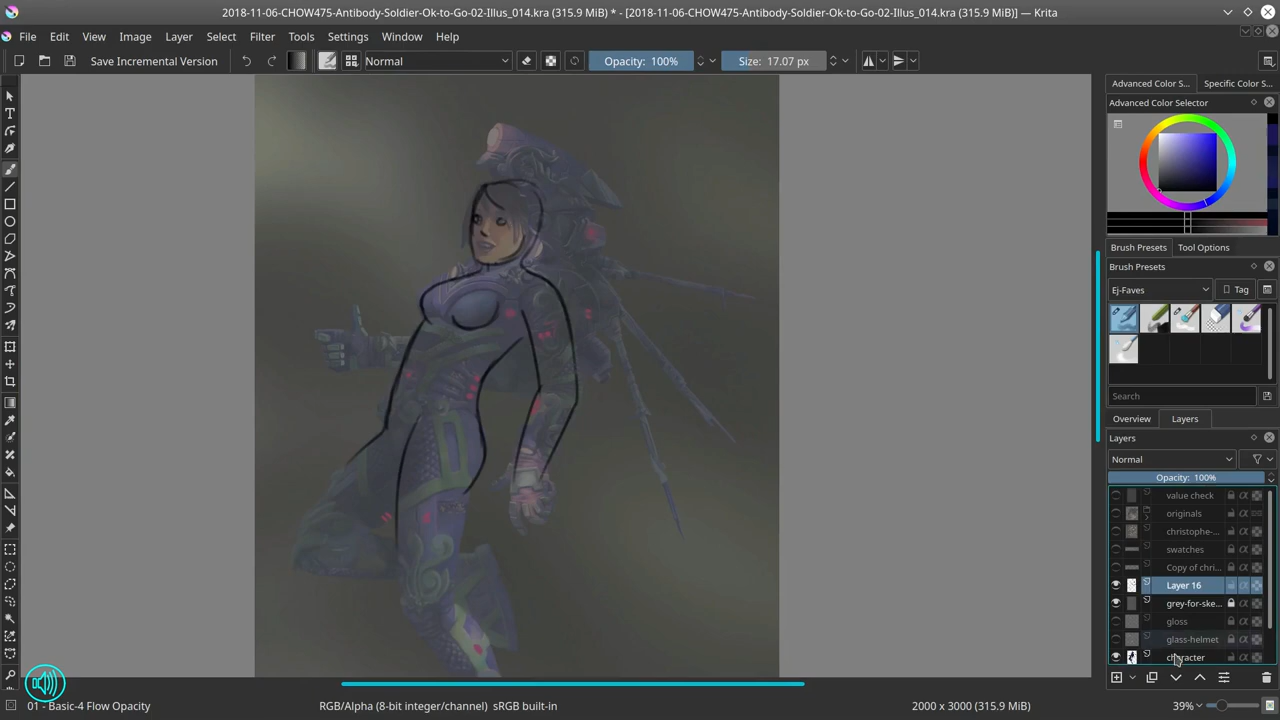 2018-11-06-CHOW475-Antibody-Soldier-Ok-to-Go-02-Illus_014.kra (315.9 MiB) * - [2018-11-06-CHOW475-Antibody-Soldier-Ok-to-Go-02-Illus_014.kra (315.9 MiB)] — Krita
File Edit View Image Layer Select Filter Tools Settings Window Help
Save Incremental Version Normal Opacity: 100% Size: 17.07 px
Advanced Color S... Specific Color S...
Advanced Color Selector
Brush Presets Tool Options
Brush Presets
Ej-Faves Tag
Search
Overview Layers
Layers
Normal
Opacity: 100%
value check
originals
christophe-...
swatches
Copy of chri...
Layer 16
grey-for-ske...
gloss
glass-helmet
character
01 - Basic-4 Flow Opacity RGB/Alpha (8-bit integer/channel) sRGB built-in 2000 x 3000 (315.9 MiB) 39%